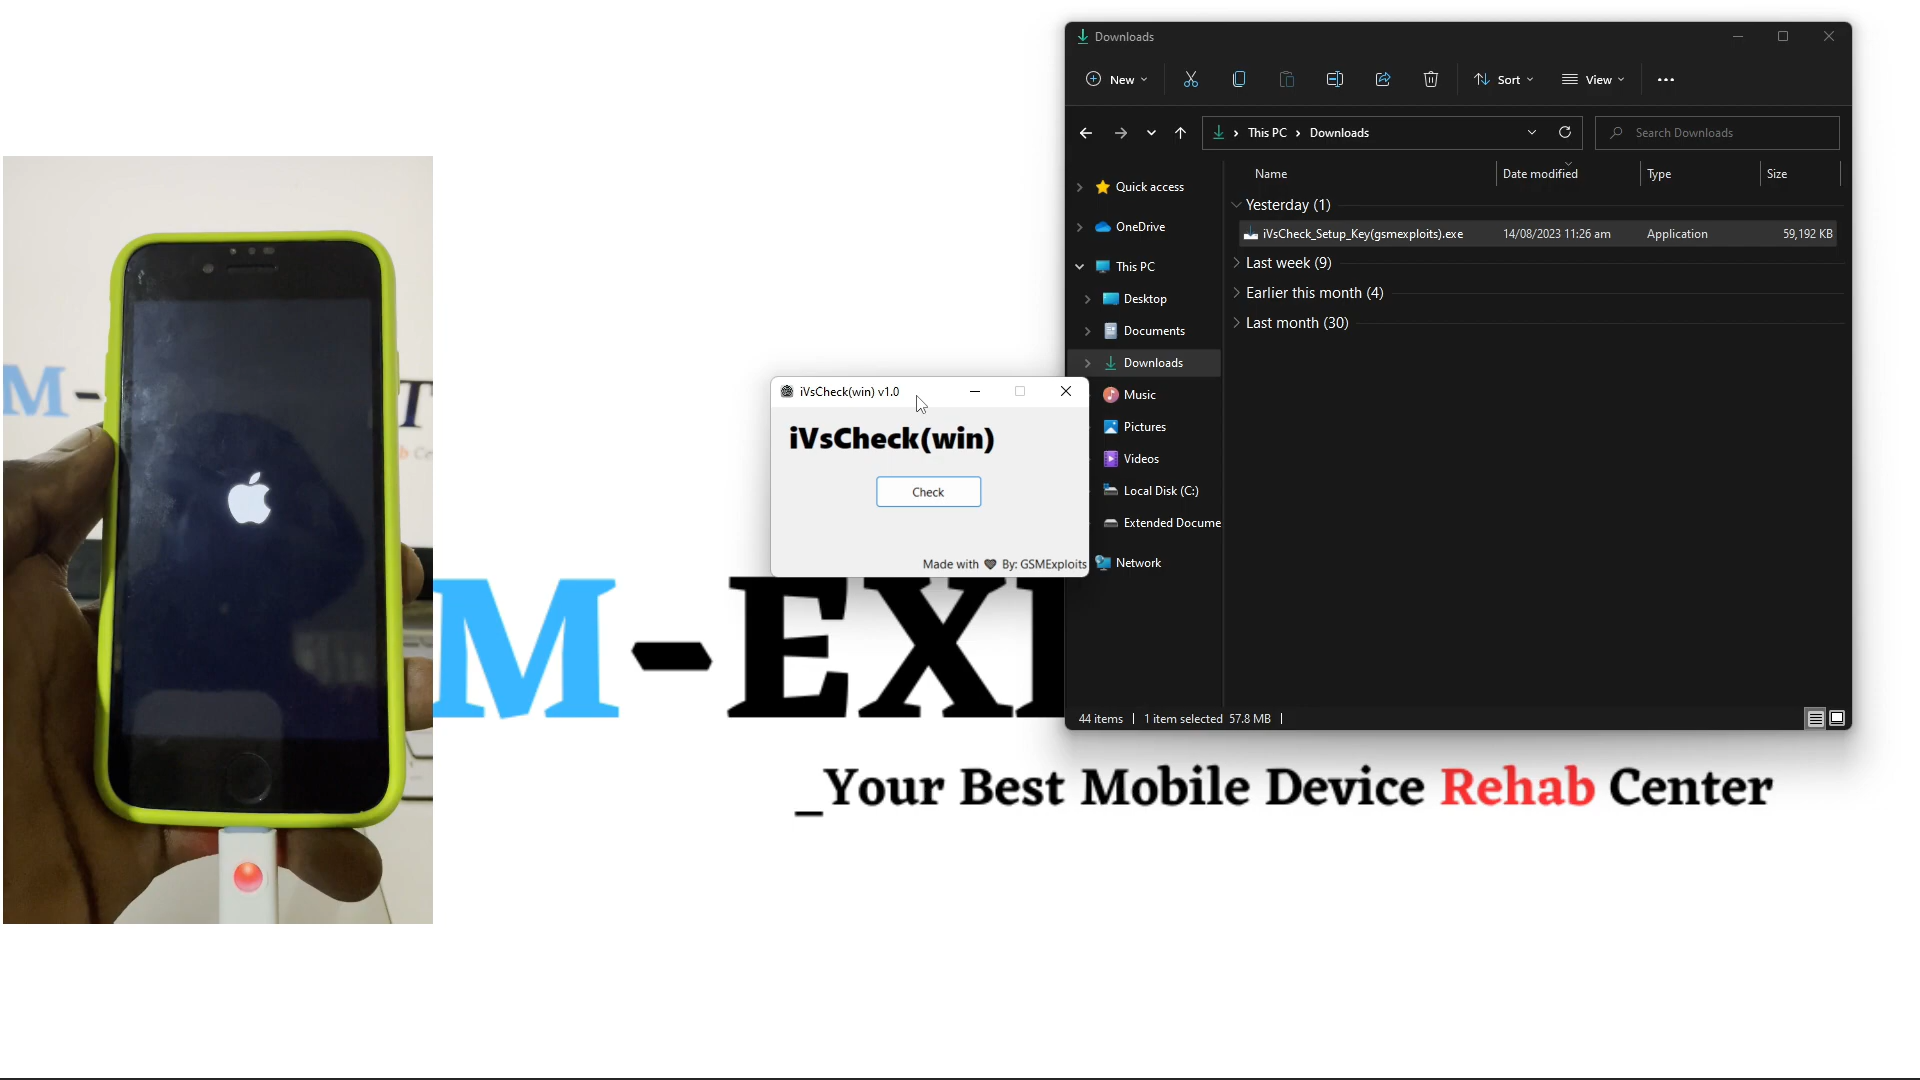 Downloads
New
Sort
View
This PC
Downloads
Search Downloads
Name
Date modified
Type
Size
Quick access
OneDrive
This PC
Desktop
Documents
Downloads
Music
Pictures
Videos
Local Disk (C:)
Extended Docume
Network
Yesterday (1)
iVsCheck_Setup_Key(gsmexploits).exe 14/08/2023 11:26 am Application 59,192 KB
Last week (9)
Earlier this month (4)
Last month (30)
44 items 1 item selected 57.8 MB
iVsCheck(win) v1.0
iVsCheck(win)
Check
Made with 🖤 By: GSMExploits
M-
M-EX
_Your Best Mobile Device Rehab Center